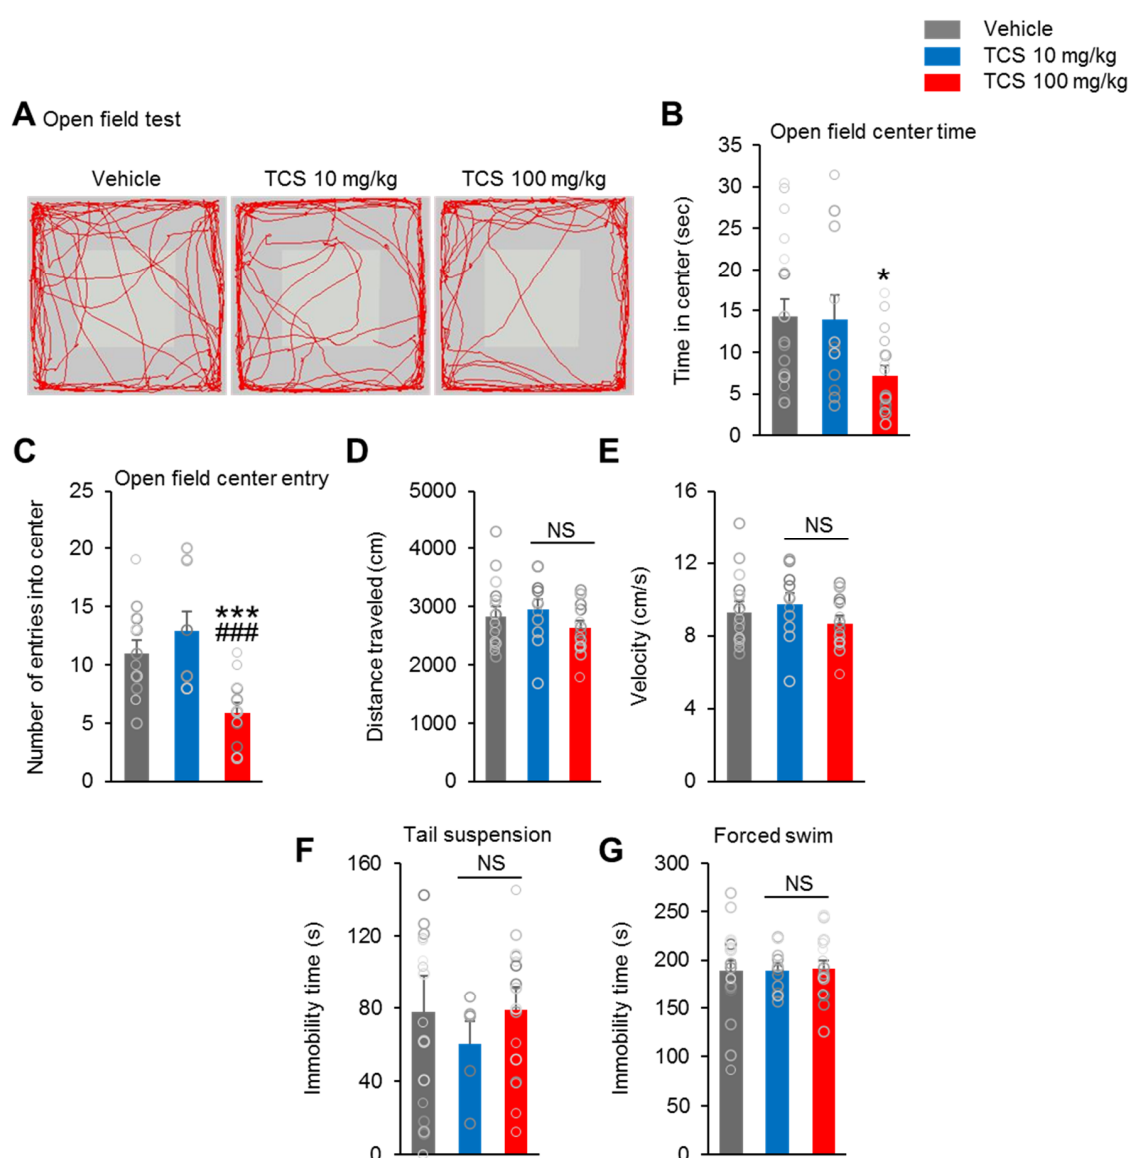 Vehicle
TCS 10 mg/kg
TCS 100 mg/kg
A Open field test
Vehicle
TCS 10 mg/kg
TCS 100 mg/kg
B
Open field center time
Time in center (sec)
35
30
25
20
15
10
5
0
*
C
Open field center entry
Number of entries into center
25
20
15
10
5
0
***
###
D
Distance traveled (cm)
5000
4000
3000
2000
1000
0
NS
E
Velocity (cm/s)
16
12
8
4
0
NS
F
Tail suspension
Immobility time (s)
160
120
80
40
0
NS
G
Forced swim
Immobility time (s)
300
250
200
150
100
50
0
NS